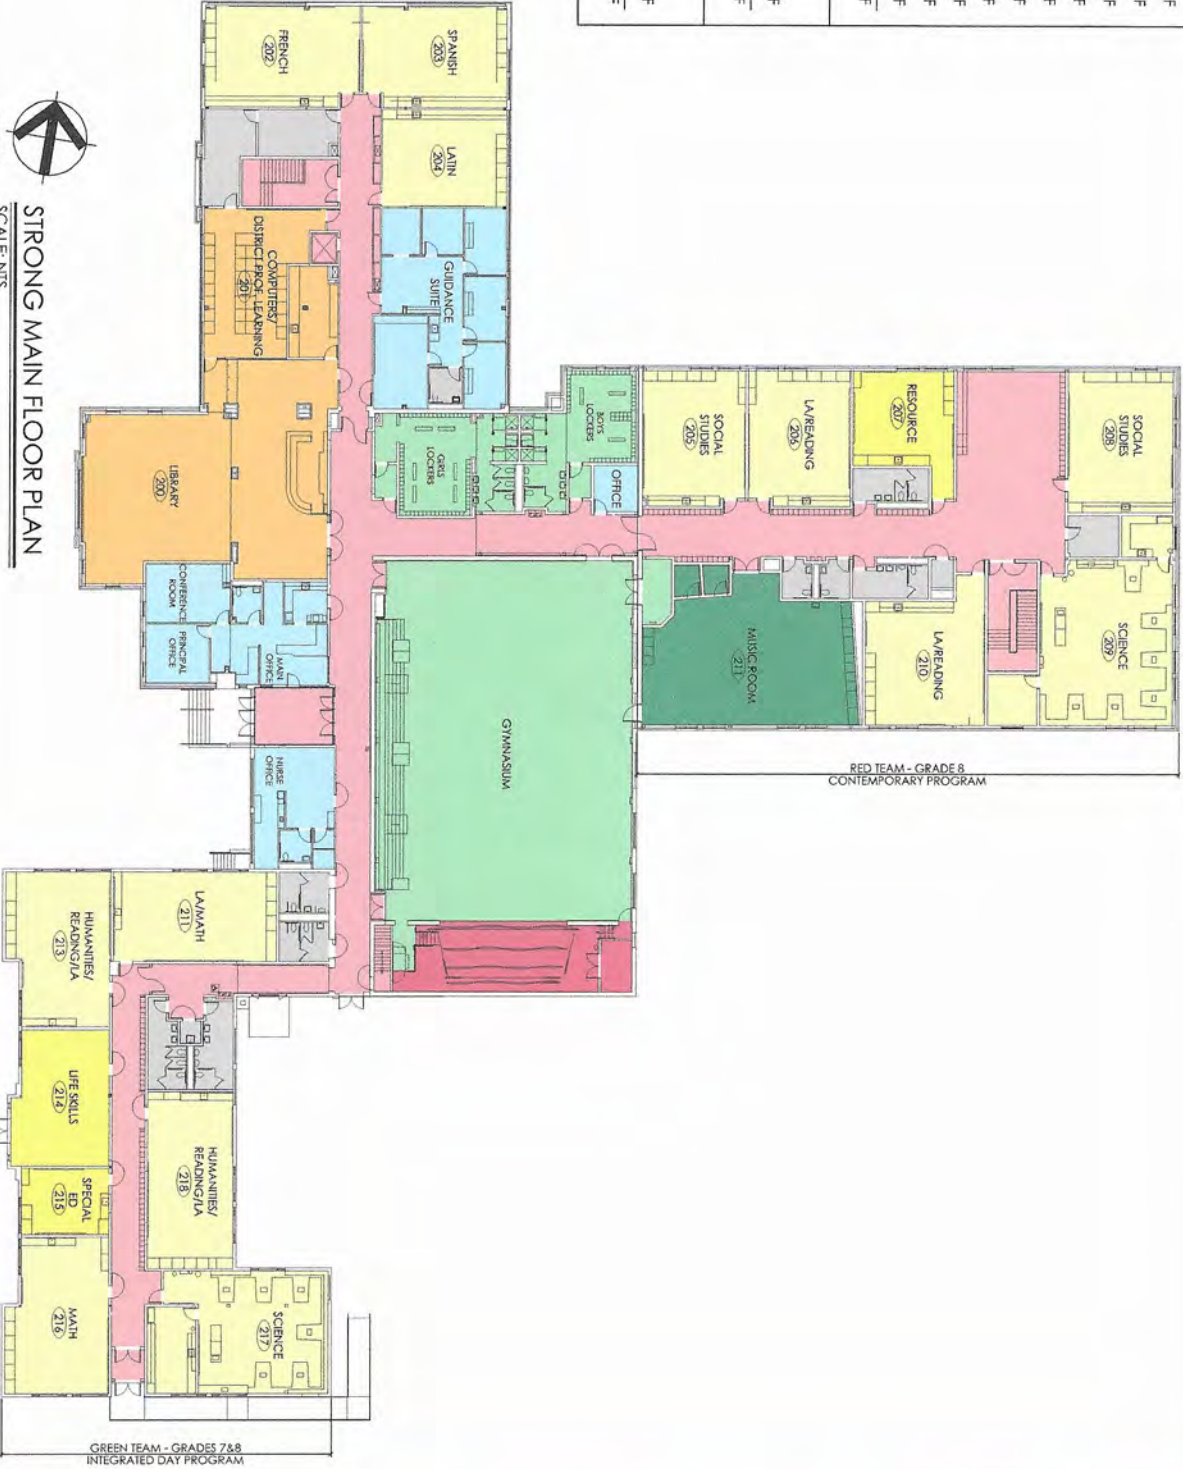 FRENCH
202
SPANISH
203
LATIN
204
COMPUTERS/
DISTRICT PROF. LEARNING
201
GUIDANCE
SUITE
LIBRARY
200
CONFERENCE
ROOM
PRINCIPAL
OFFICE
MAIN
OFFICE
NURSE
OFFICE
GIRLS
LOCKERS
BOYS
LOCKERS
OFFICE
SOCIAL
STUDIES
205
LA/READING
206
RESOURCE
207
SOCIAL
STUDIES
208
SCIENCE
209
LA/READING
210
MUSIC ROOM
211
GYMNASIUM
RED TEAM - GRADE 8
CONTEMPORARY PROGRAM
LA/MATH
211
HUMANITIES/
READING/LA
213
LIFE SKILLS
214
SPECIAL
ED
215
MATH
216
SCIENCE
217
HUMANITIES/
READING/LA
218
GREEN TEAM - GRADES 7&8
INTEGRATED DAY PROGRAM
STRONG MAIN FLOOR PLAN
SCALE: NTS